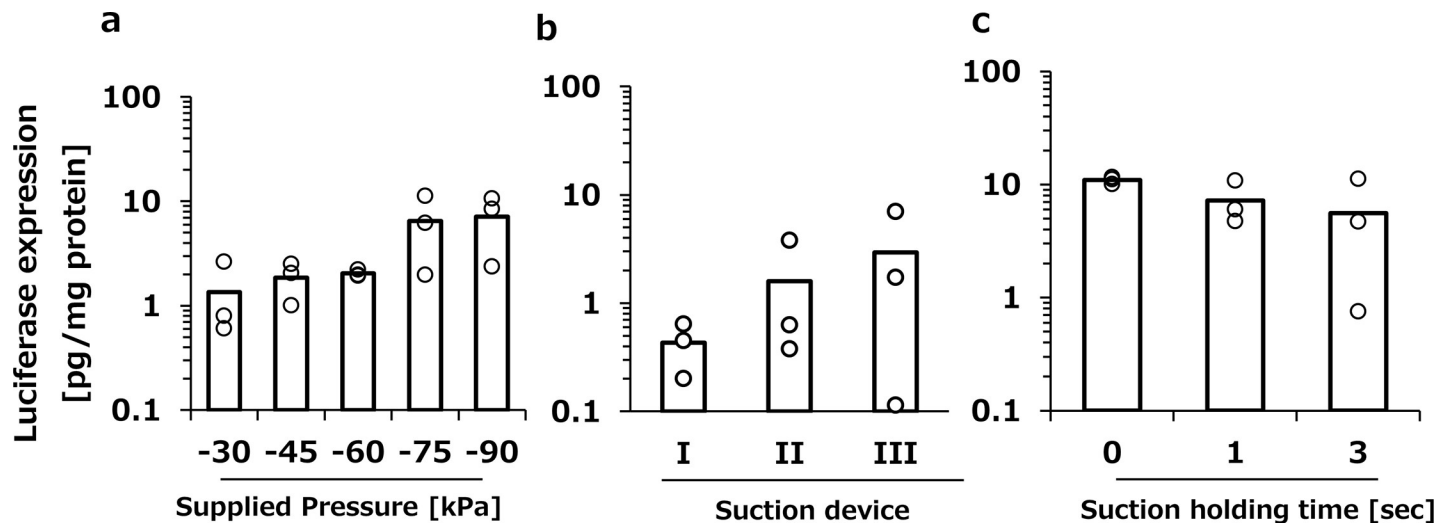 a
b
c
Luciferase expression
[pg/mg protein]
100
10
1
0.1
-30 -45 -60 -75 -90
Supplied Pressure [kPa]
100
10
1
0.1
I II III
Suction device
100
10
1
0.1
0 1 3
Suction holding time [sec]